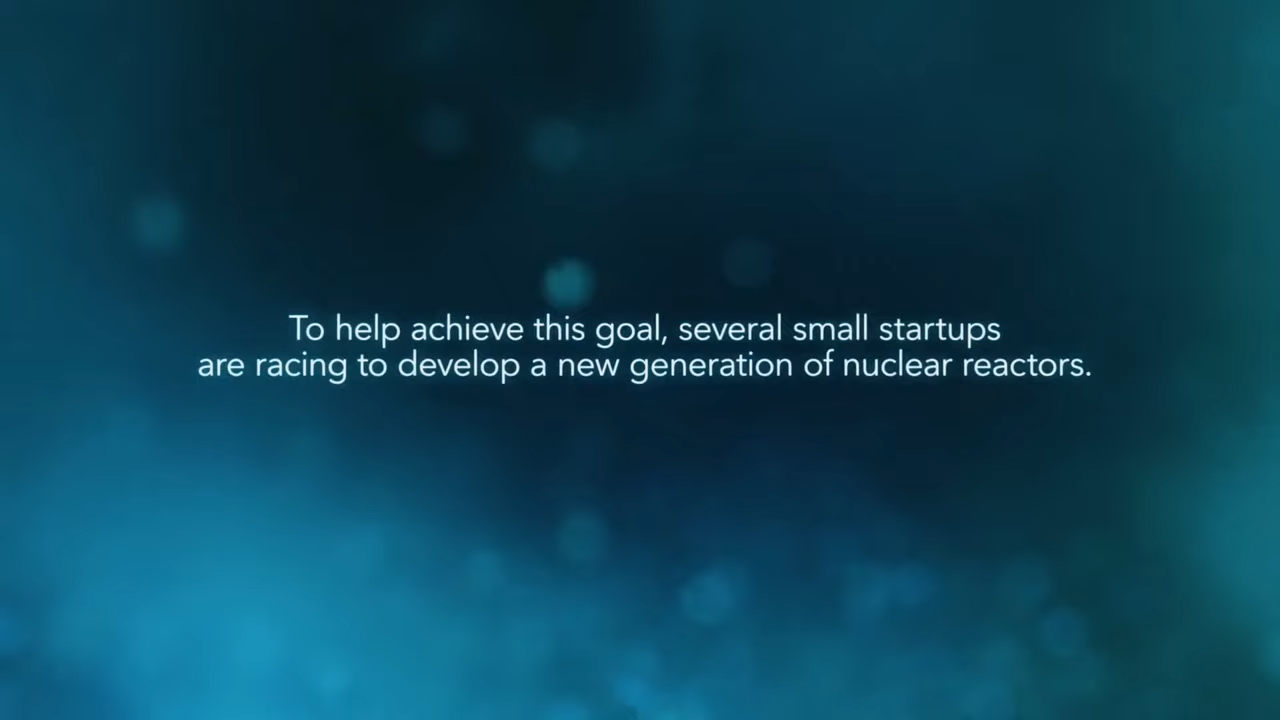 To help achieve this goal, several small startups
are racing to develop a new generation of nuclear reactors.